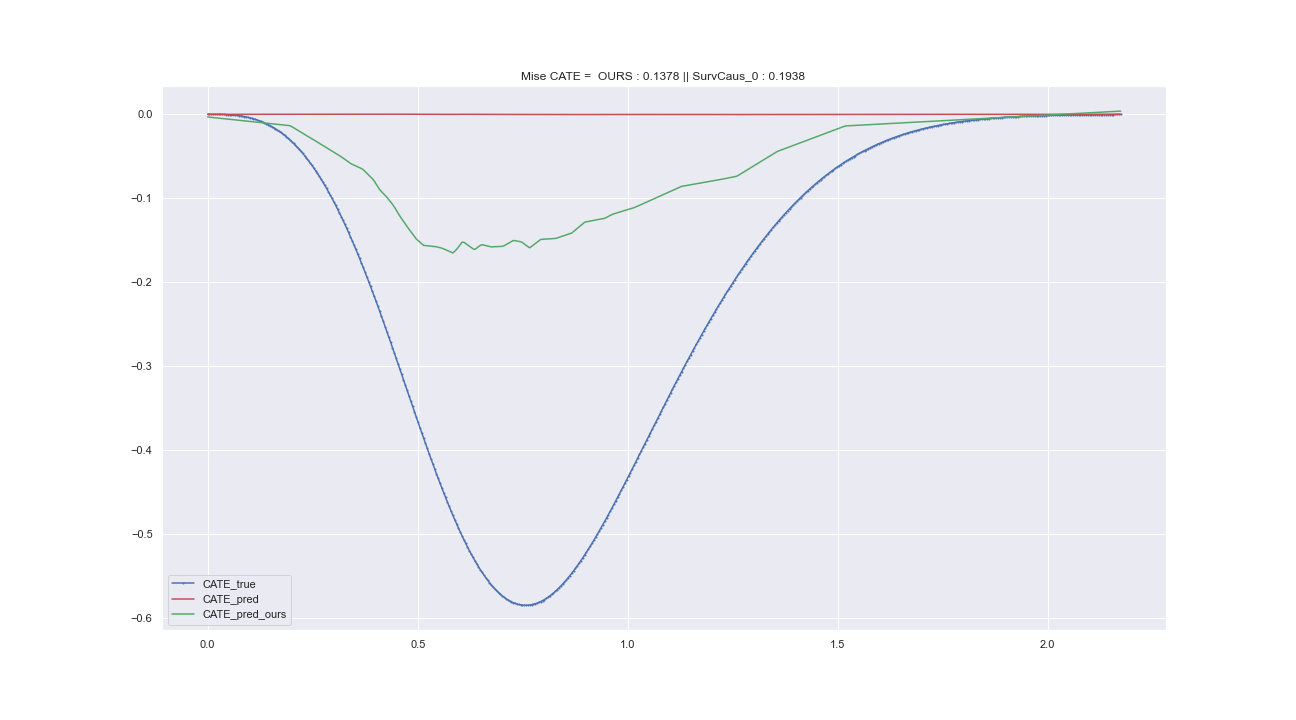 Mise CATE =  OURS : 0.1378 || SurvCaus_0 : 0.1938
0.0
−0.1
−0.2
−0.3
−0.4
−0.5
−0.6
CATE_true
CATE_pred
CATE_pred_ours
0.0 0.5 1.0 1.5 2.0